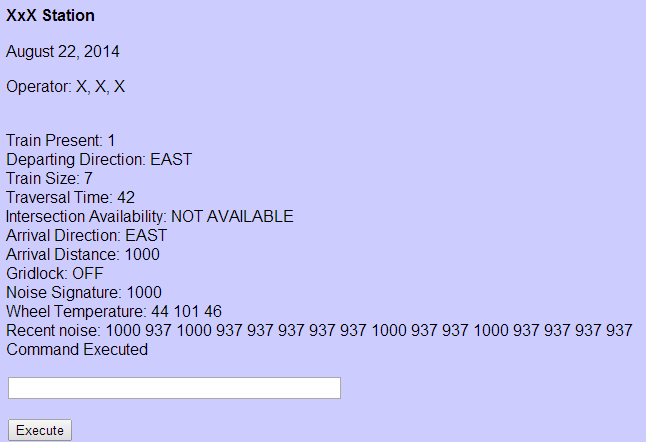 XxX Station
August 22, 2014
Operator: X, X, X
Train Present: 1
Departing Direction: EAST
Train Size: 7
Traversal Time: 42
Intersection Availability: NOT AVAILABLE
Arrival Direction: EAST
Arrival Distance: 1000
Gridlock: OFF
Noise Signature: 1000
Wheel Temperature: 44 101 46
Recent noise: 1000 937 1000 937 937 937 937 937 1000 937 937 1000 937 937 937 937
Command Executed
Execute